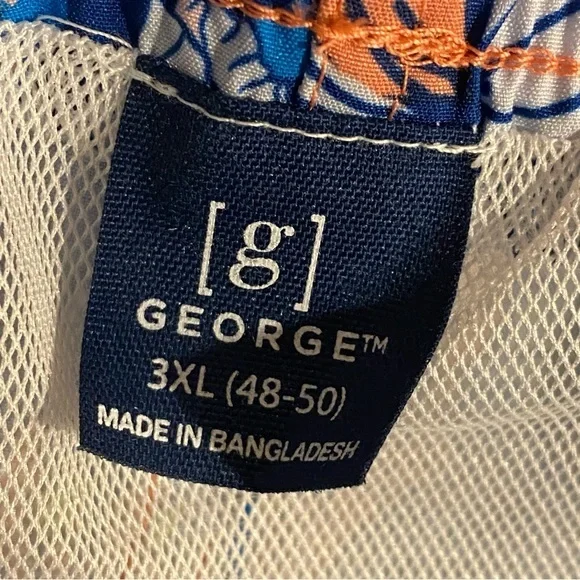 [g]
GEORGE™
3XL (48-50)
MADE IN BANGLADESH